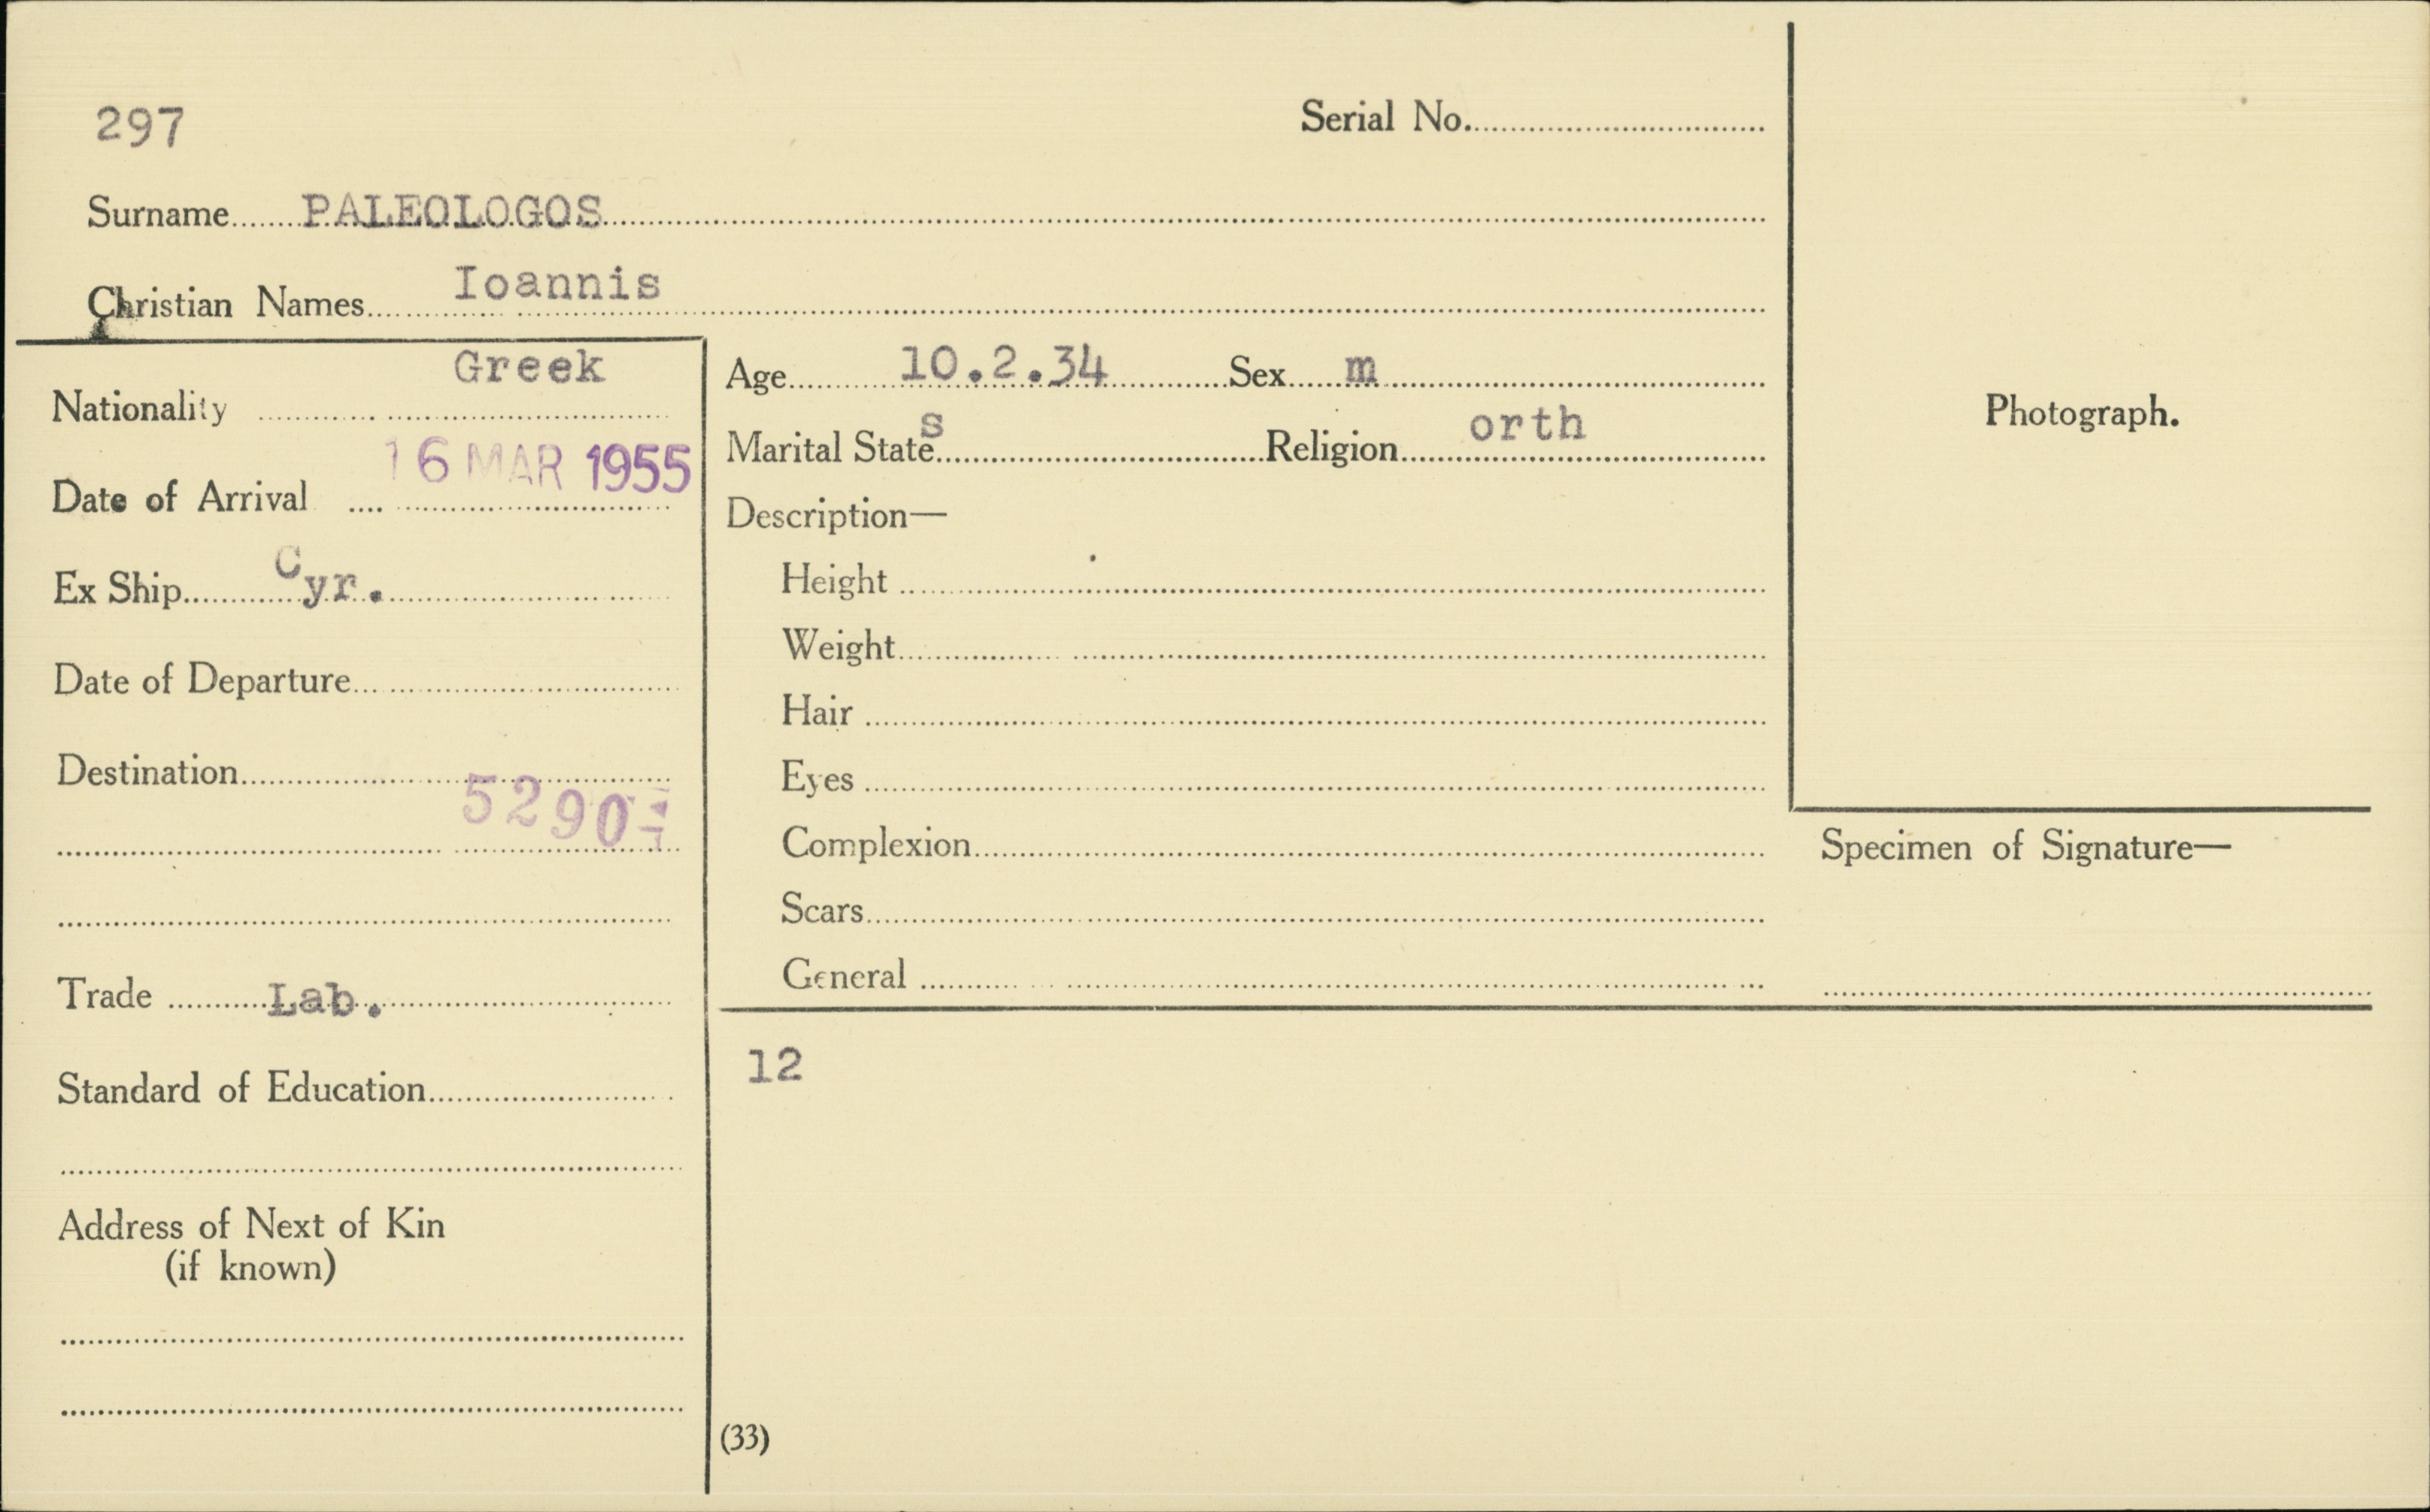 297
Serial No.
Surname PALEOLOGOS
Christian Names Ioannis
Nationality Greek
Date of Arrival 16 MAR 1955
Ex Ship Cyr.
Date of Departure
Destination
Trade Lab.
Standard of Education
Address of Next of Kin
(if known)
Age 10.2.34 Sex m
Marital State s Religion orth
Description—
Height
Weight
Hair
Eyes
Complexion
Scars
General
12
(33)
Photograph.
Specimen of Signature—